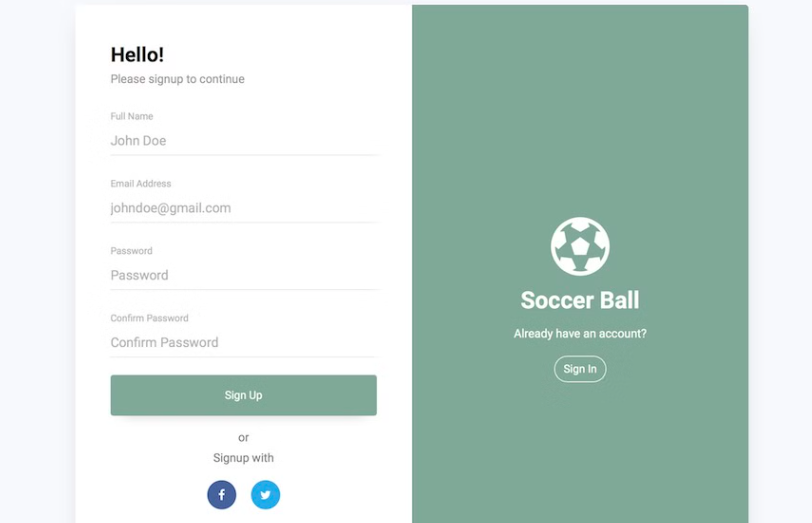 Hello!
Please signup to continue
Full Name
John Doe
Email Address
johndoe@gmail.com
Password
Password
Confirm Password
Confirm Password
Sign Up
or
Signup with
Soccer Ball
Already have an account?
Sign In